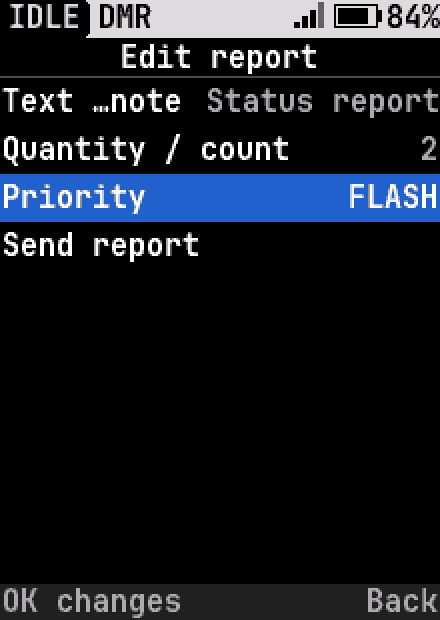 IDLE DMR 84%
Edit report
Text …note Status report
Quantity / count 2
Priority FLASH
Send report
OK changes Back